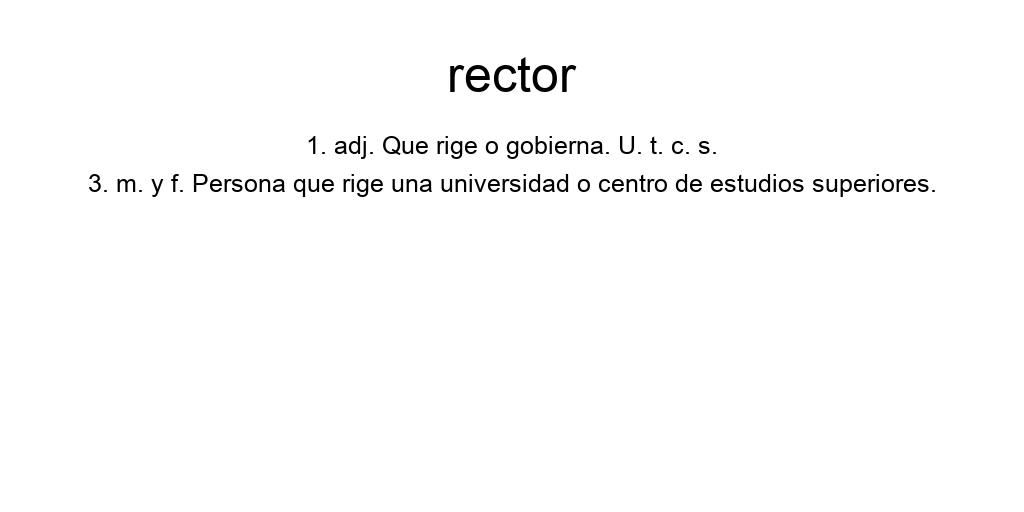 rector
1. adj. Que rige o gobierna. U. t. c. s.
3. m. y f. Persona que rige una universidad o centro de estudios superiores.